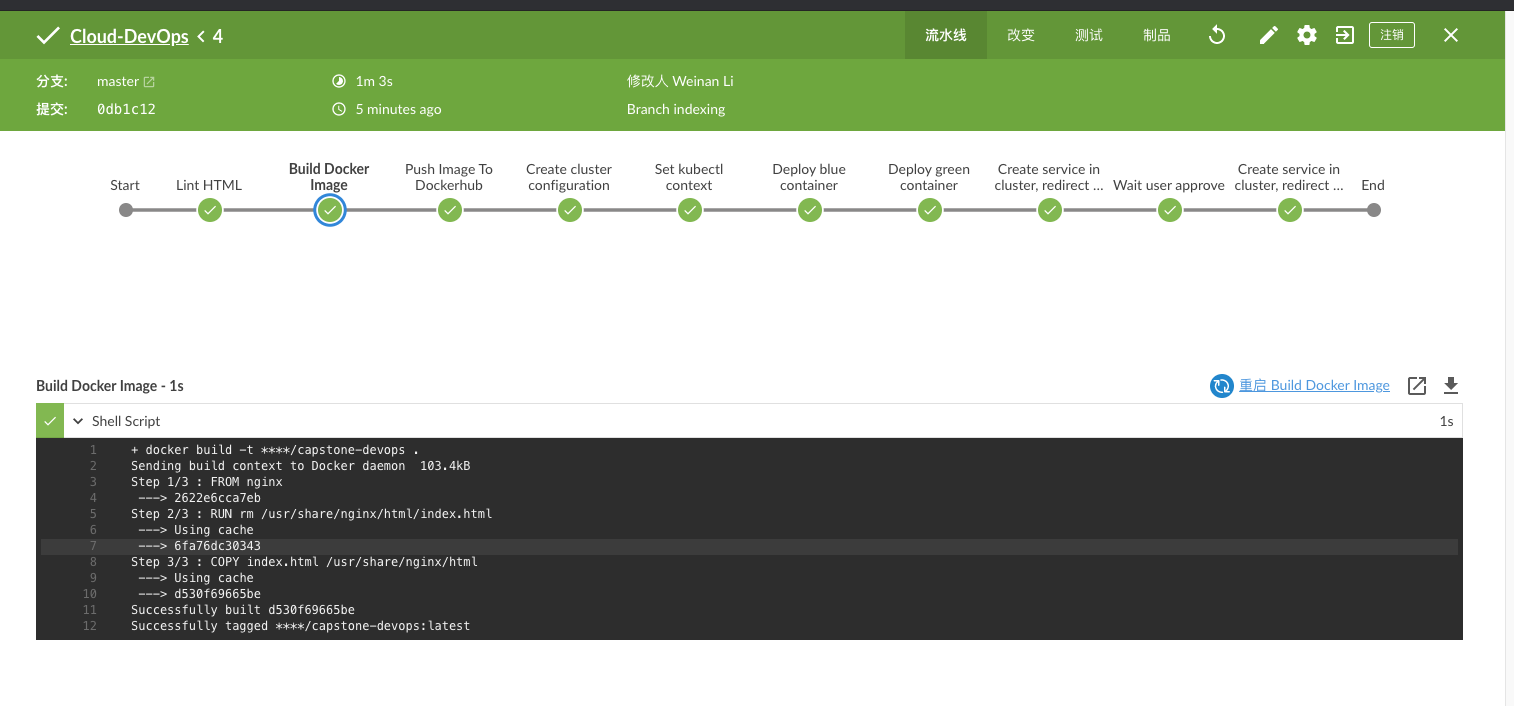 Cloud-DevOps < 4
流水线 改变 测试 制品 注销
分支: master 1m 3s 修改人 Weinan Li
提交: 0db1c12 5 minutes ago Branch indexing
Start
Lint HTML
Build Docker
Image
Push Image To
Dockerhub
Create cluster
configuration
Set kubectl
context
Deploy blue
container
Deploy green
container
Create service in
cluster, redirect ...
Wait user approve
Create service in
cluster, redirect ...
End
Build Docker Image - 1s 重启 Build Docker Image
Shell Script 1s
1 + docker build -t ****/capstone-devops .
2 Sending build context to Docker daemon  103.4kB
3 Step 1/3 : FROM nginx
4  ---> 2622e6cca7eb
5 Step 2/3 : RUN rm /usr/share/nginx/html/index.html
6  ---> Using cache
7  ---> 6fa76dc30343
8 Step 3/3 : COPY index.html /usr/share/nginx/html
9  ---> Using cache
10  ---> d530f69665be
11 Successfully built d530f69665be
12 Successfully tagged ****/capstone-devops:latest